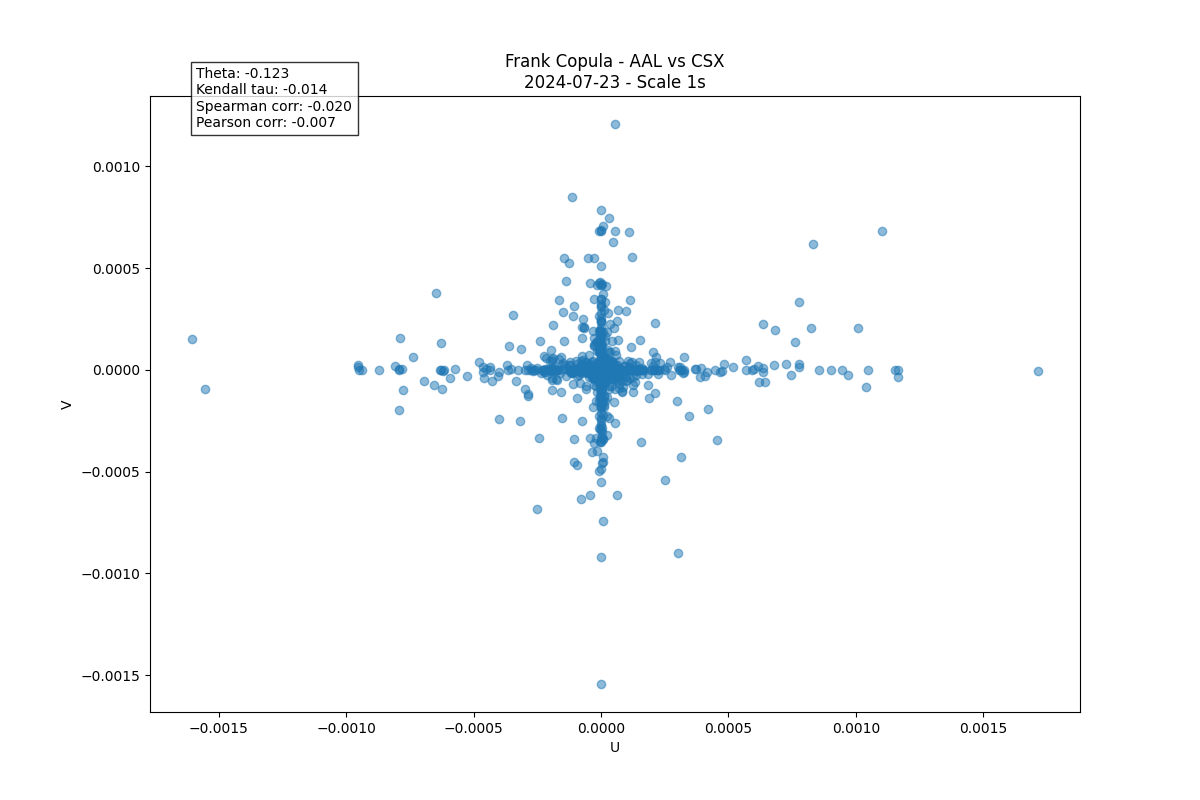 Frank Copula - AAL vs CSX
2024-07-23 - Scale 1s
Theta: -0.123
Kendall tau: -0.014
Spearman corr: -0.020
Pearson corr: -0.007
0.0010
0.0005
0.0000
−0.0005
−0.0010
−0.0015
V
−0.0015
−0.0010
−0.0005
0.0000
0.0005
0.0010
0.0015
U